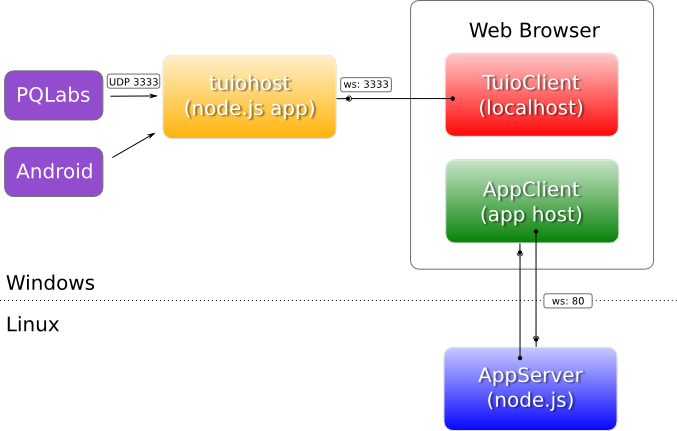 Web Browser
PQLabs
UDP 3333
tuiohost
(node.js app)
ws: 3333
TuioClient
(localhost)
Android
AppClient
(app host)
Windows
ws: 80
Linux
AppServer
(node.js)